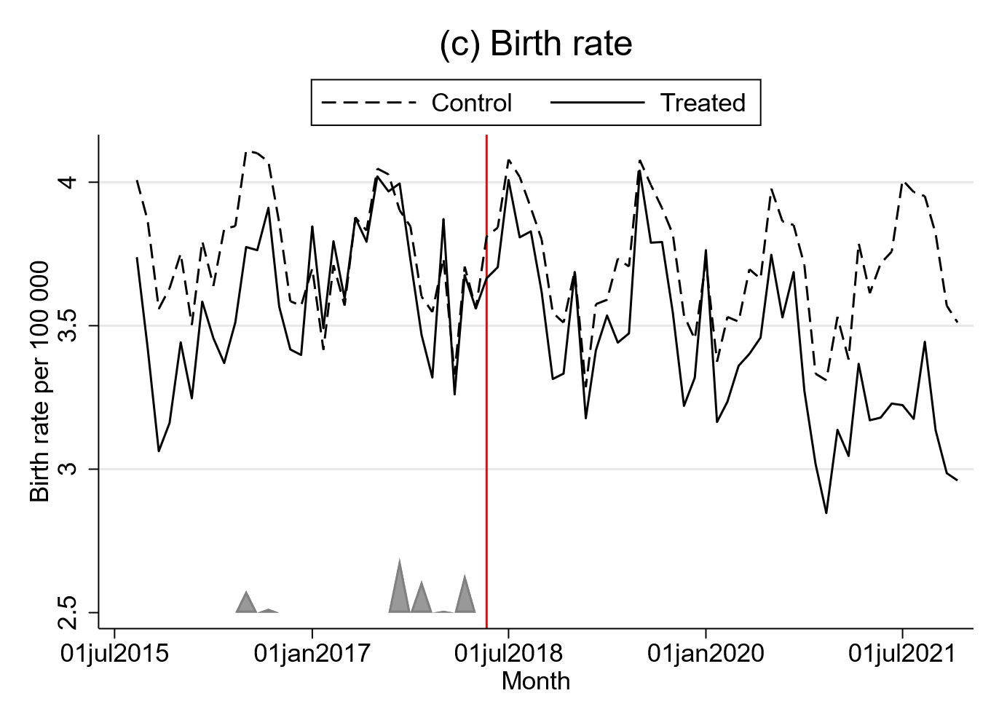 (c) Birth rate
Control
Treated
Birth rate per 100 000
4
3.5
3
2.5
01jul2015
01jan2017
01jul2018
01jan2020
01jul2021
Month